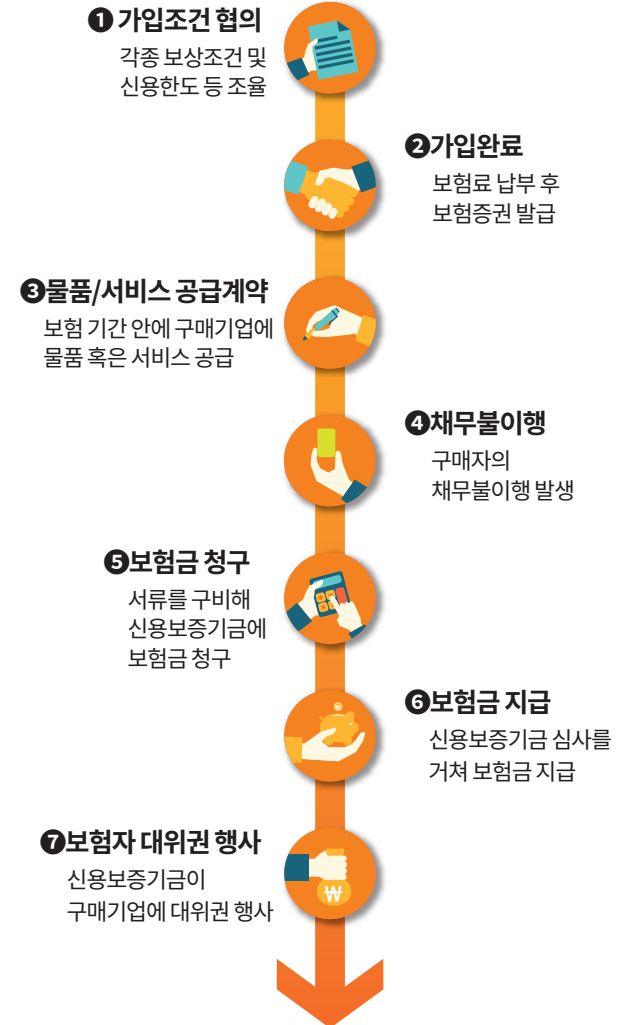 ❶ 가입조건 협의
각종 보상조건 및
신용한도 등 조율
❷가입완료
보험료 납부 후
보험증권 발급
❸물품/서비스 공급계약
보험 기간 안에 구매기업에
물품 혹은 서비스 공급
❹채무불이행
구매자의
채무불이행 발생
❺보험금 청구
서류를 구비해
신용보증기금에
보험금 청구
❻보험금 지급
신용보증기금 심사를
거쳐 보험금 지급
❼보험자 대위권 행사
신용보증기금이
구매기업에 대위권 행사
₩